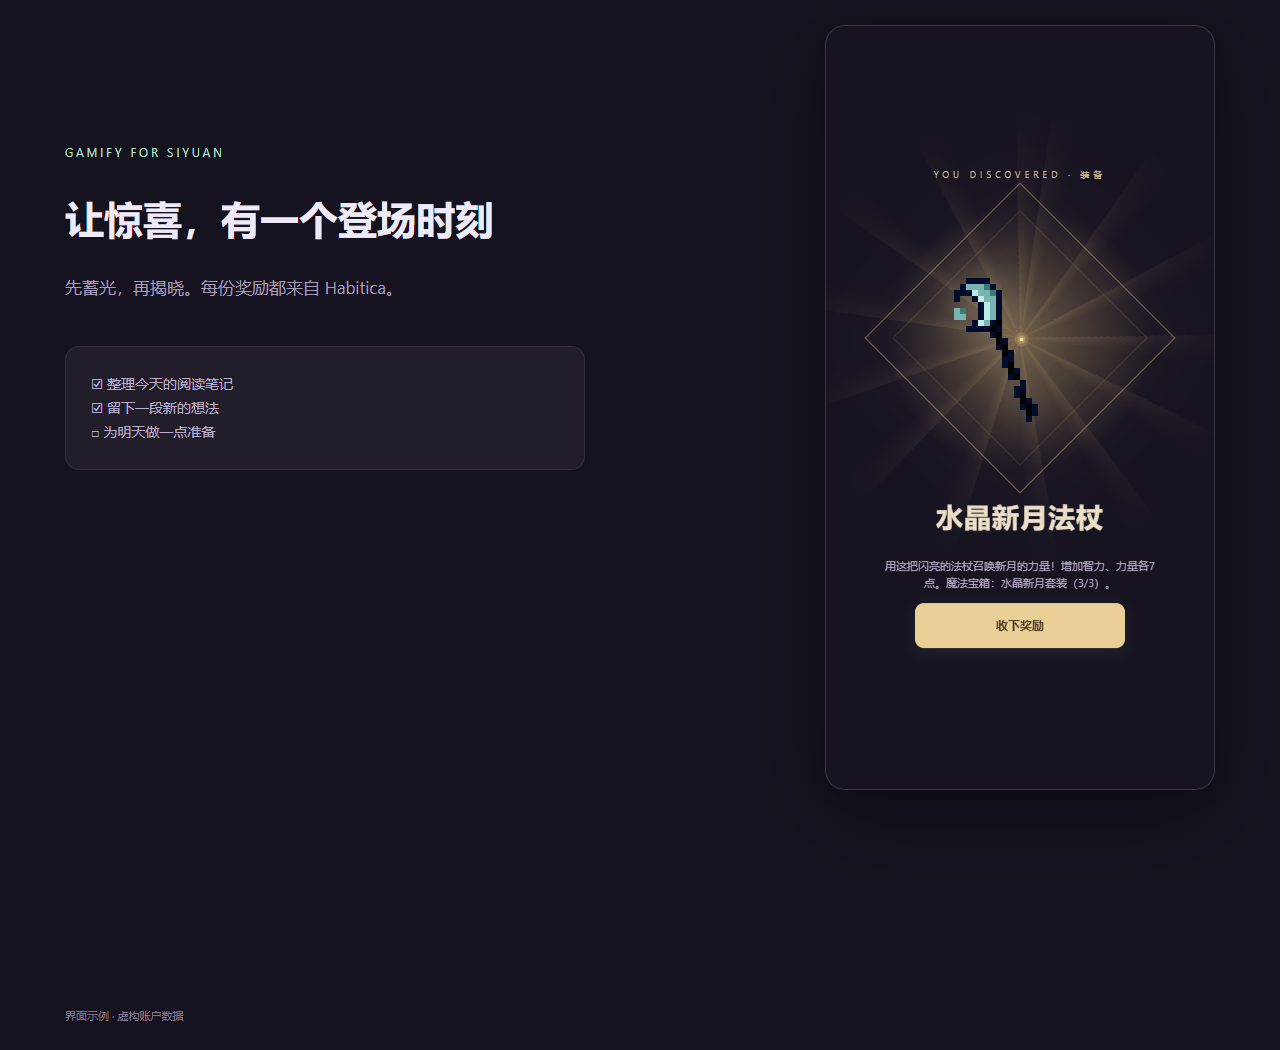 GAMIFY FOR SIYUAN
让惊喜，有一个登场时刻
先蓄光，再揭晓。每份奖励都来自 Habitica。
☑ 整理今天的阅读笔记
☑ 留下一段新的想法
□ 为明天做一点准备
界面示例 · 虚构账户数据
YOU DISCOVERED · 装备
水晶新月法杖
用这把闪亮的法杖召唤新月的力量！增加智力、力量各7
点。魔法宝箱：水晶新月套装（3/3）。
收下奖励